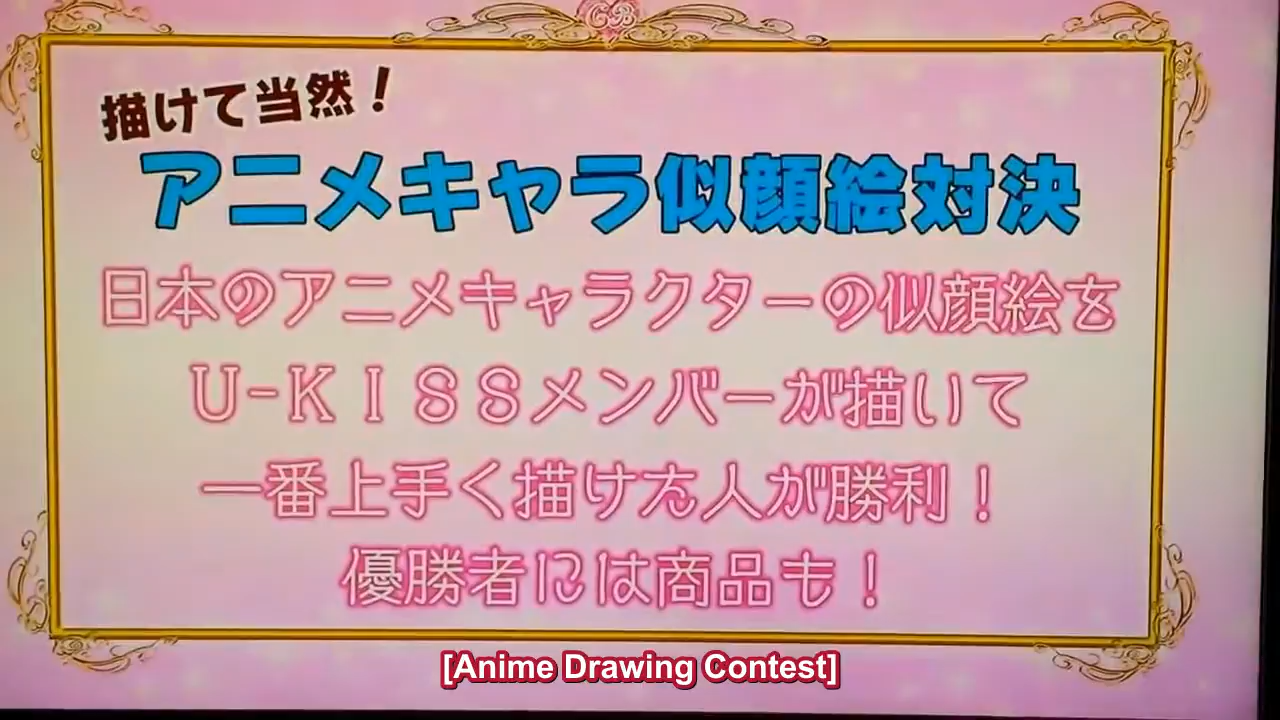 GB
描けて当然！
アニメキャラ似顔絵対決
日本のアニメキャラクターの似顔絵を
U-KISSメンバーが描いて
一番上手く描けた人が勝利！
優勝者には商品も！
[Anime Drawing Contest]